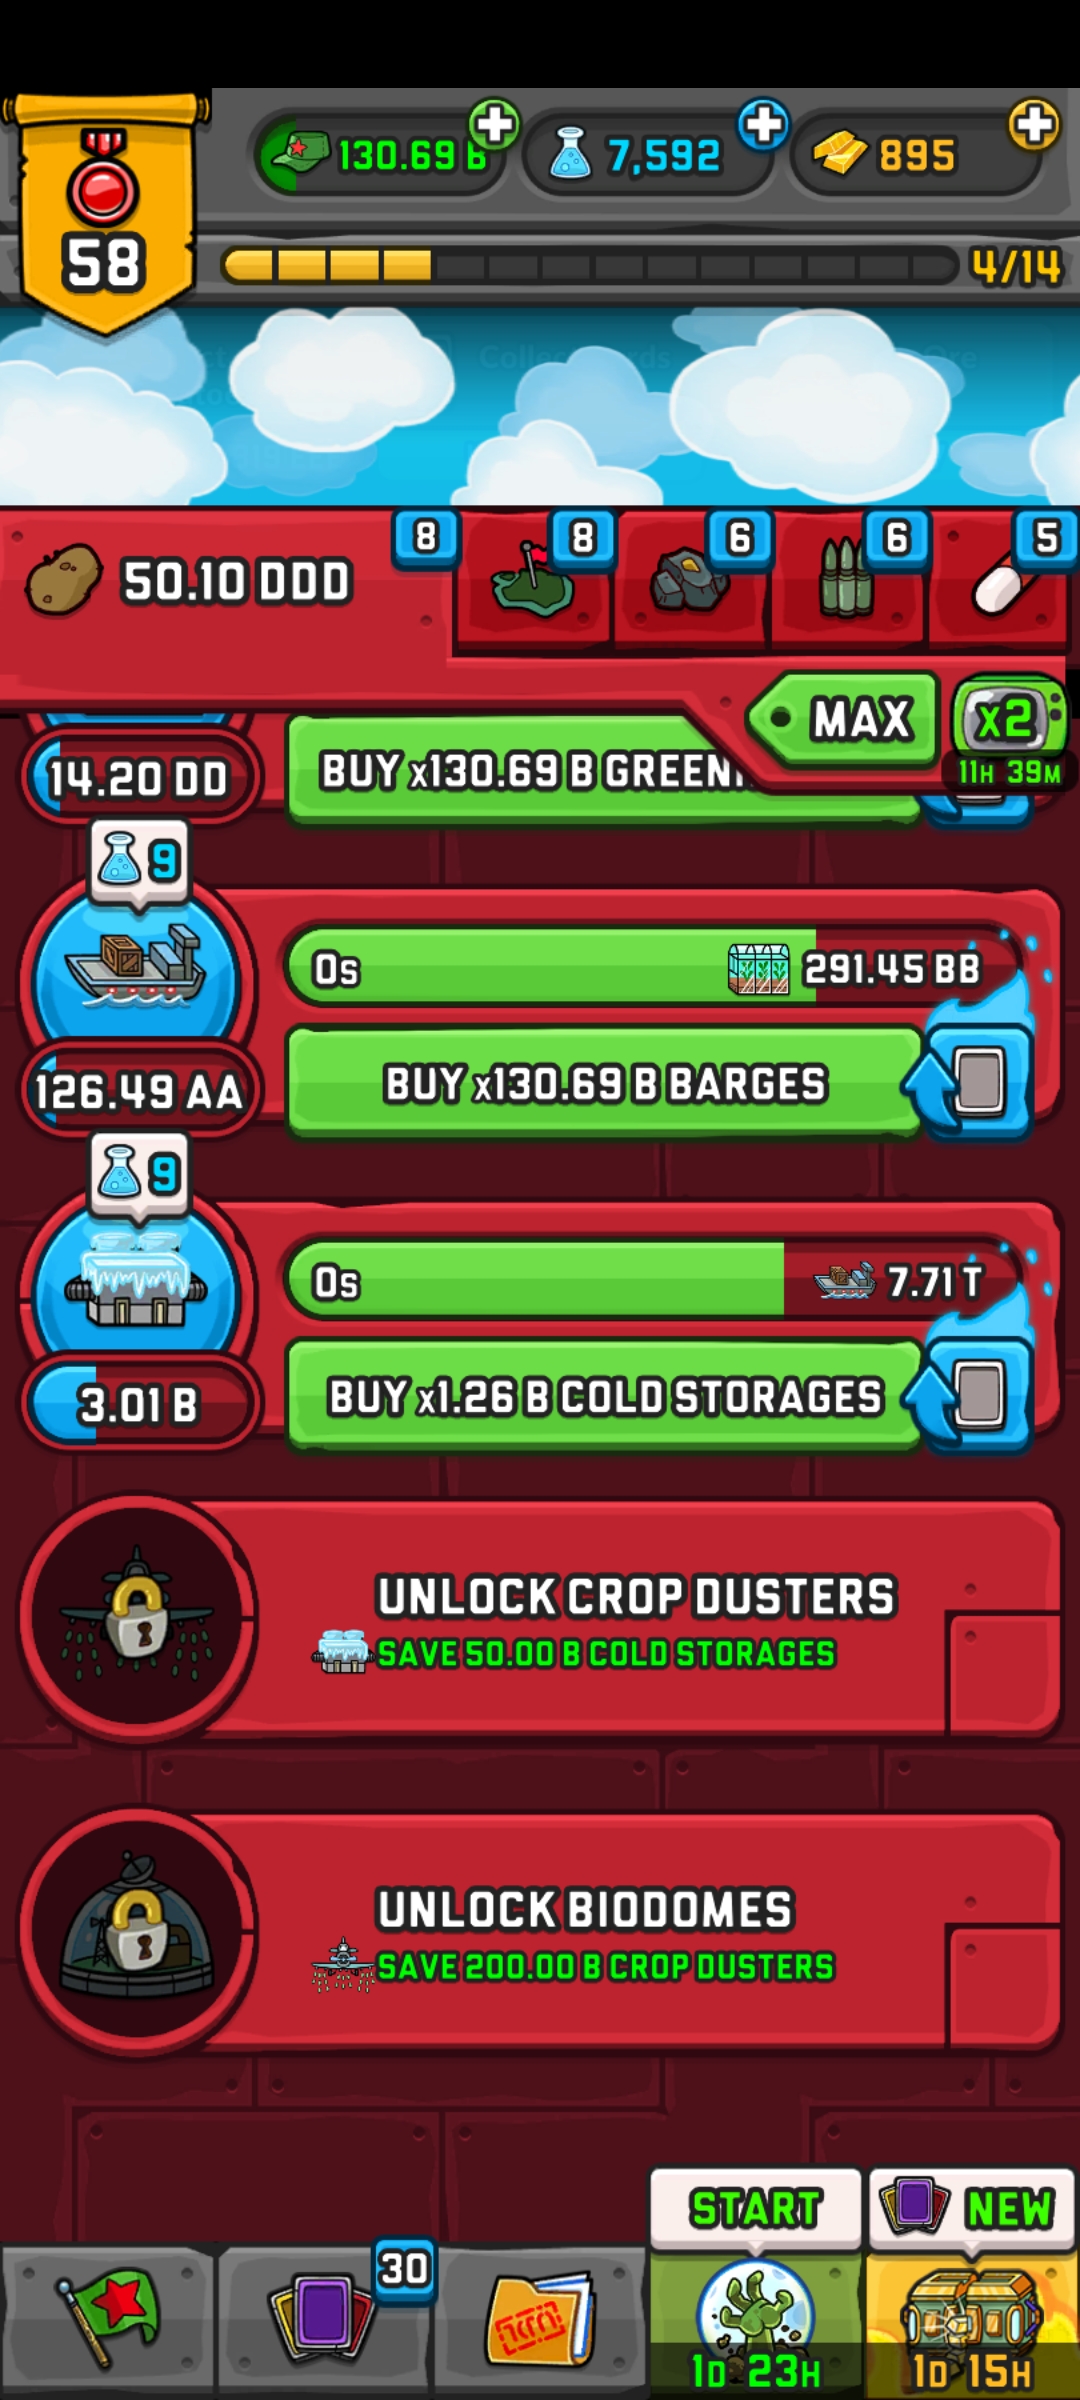 58
130.69 B
7,592
895
4/14
50.10 DDD
8
8
6
6
5
MAX
x2
11H 39M
14.20 DD
BUY x130.69 B
9
0s
291.45 BB
126.49 AA
BUY x130.69 B BARGES
9
0s
7.71 T
3.01 B
BUY x1.26 B COLD STORAGES
UNLOCK CROP DUSTERS
SAVE 50.00 B COLD STORAGES
UNLOCK BIODOMES
SAVE 200.00 B CROP DUSTERS
START
NEW
30
1D 23H
1D 15H